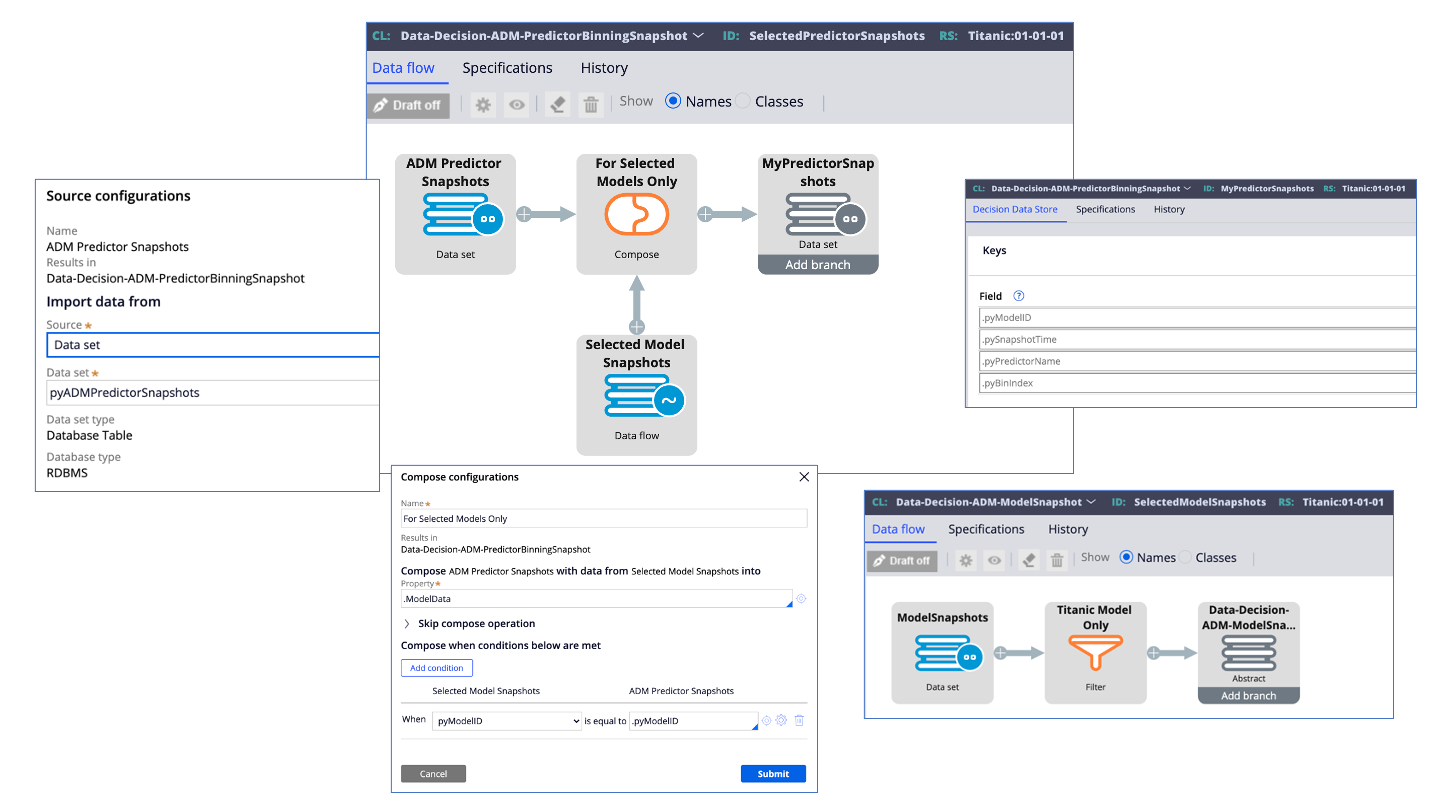 CL: Data-Decision-ADM-PredictorBinningSnapshot ID: SelectedPredictorSnapshots RS: Titanic:01-01-01
Data flow Specifications History
Draft off Show Names Classes
ADM Predictor
Snapshots
Data set
For Selected
Models Only
Compose
MyPredictorSnap
shots
Data set
Add branch
Selected Model
Snapshots
Data flow
Source configurations
Name
ADM Predictor Snapshots
Results in
Data-Decision-ADM-PredictorBinningSnapshot
Import data from
Source★
Data set
Data set★
pyADMPredictorSnapshots
Data set type
Database Table
Database type
RDBMS
CL: Data-Decision-ADM-PredictorBinningSnapshot ID: MyPredictorSnapshots RS: Titanic:01-01-01
Decision Data Store Specifications History
Keys
Field ?
.pyModelID
.pySnapshotTime
.pyPredictorName
.pyBinIndex
Compose configurations
Name★
For Selected Models Only
Results in
Data-Decision-ADM-PredictorBinningSnapshot
Compose ADM Predictor Snapshots with data from Selected Model Snapshots into
Property★
.ModelData
Skip compose operation
Compose when conditions below are met
Add condition
Selected Model Snapshots ADM Predictor Snapshots
When pyModelID is equal to .pyModelID
Cancel Submit
CL: Data-Decision-ADM-ModelSnapshot ID: SelectedModelSnapshots RS: Titanic:01-01-01
Data flow Specifications History
Draft off Show Names Classes
ModelSnapshots
Data set
Titanic Model
Only
Filter
Data-Decision-
ADM-ModelSna...
Abstract
Add branch